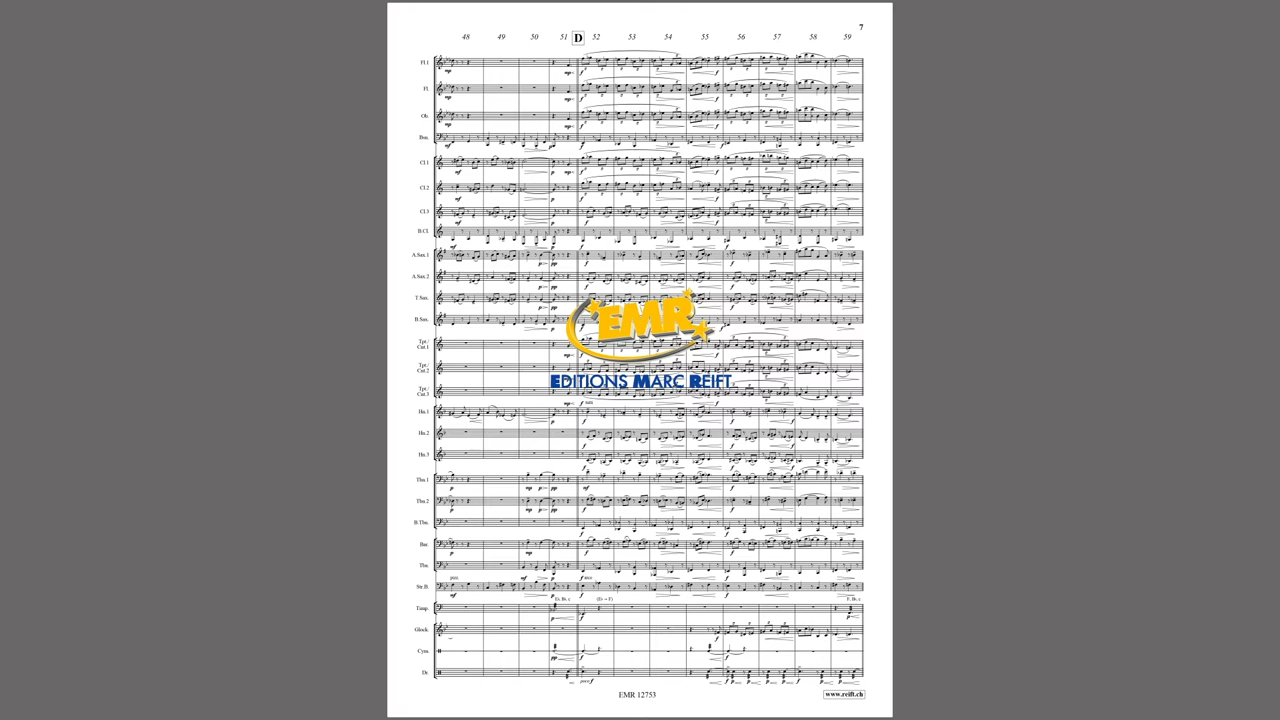 7
48 49 50 51 D 52 53 54 55 56 57 58 59
Fl.1
Fl.
Ob.
Bsn.
Cl.1
Cl.2
Cl.3
B.Cl.
A.Sax.1
A.Sax.2
T.Sax.
B.Sax.
Tpt./
Cnt.1
Tpt./
Cnt.2
Tpt./
Cnt.3
EMR
EDITIONS MARC REIFT
Hn.1
Hn.2
Hn.3
Tbn.1
Tbn.2
B.Tbn.
Bar.
Tba.
Str.B.
Timp.
Glock.
Cym.
Dr.
EMR 12753
www.reift.ch